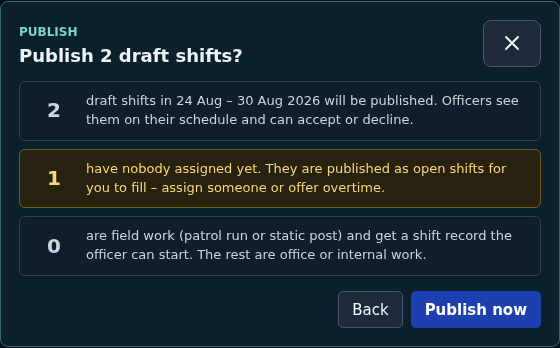 PUBLISH
Publish 2 draft shifts?
2
draft shifts in 24 Aug – 30 Aug 2026 will be published. Officers see
them on their schedule and can accept or decline.
1
have nobody assigned yet. They are published as open shifts for
you to fill – assign someone or offer overtime.
0
are field work (patrol run or static post) and get a shift record the
officer can start. The rest are office or internal work.
Back
Publish now